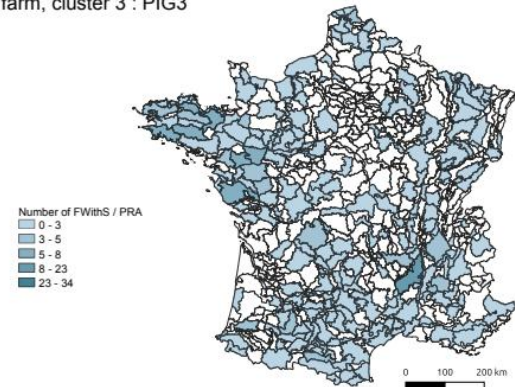 farm, cluster 3 : PIG3
Number of FWithS / PRA
0 - 3
3 - 5
5 - 8
8 - 23
23 - 34
0 100 200 km